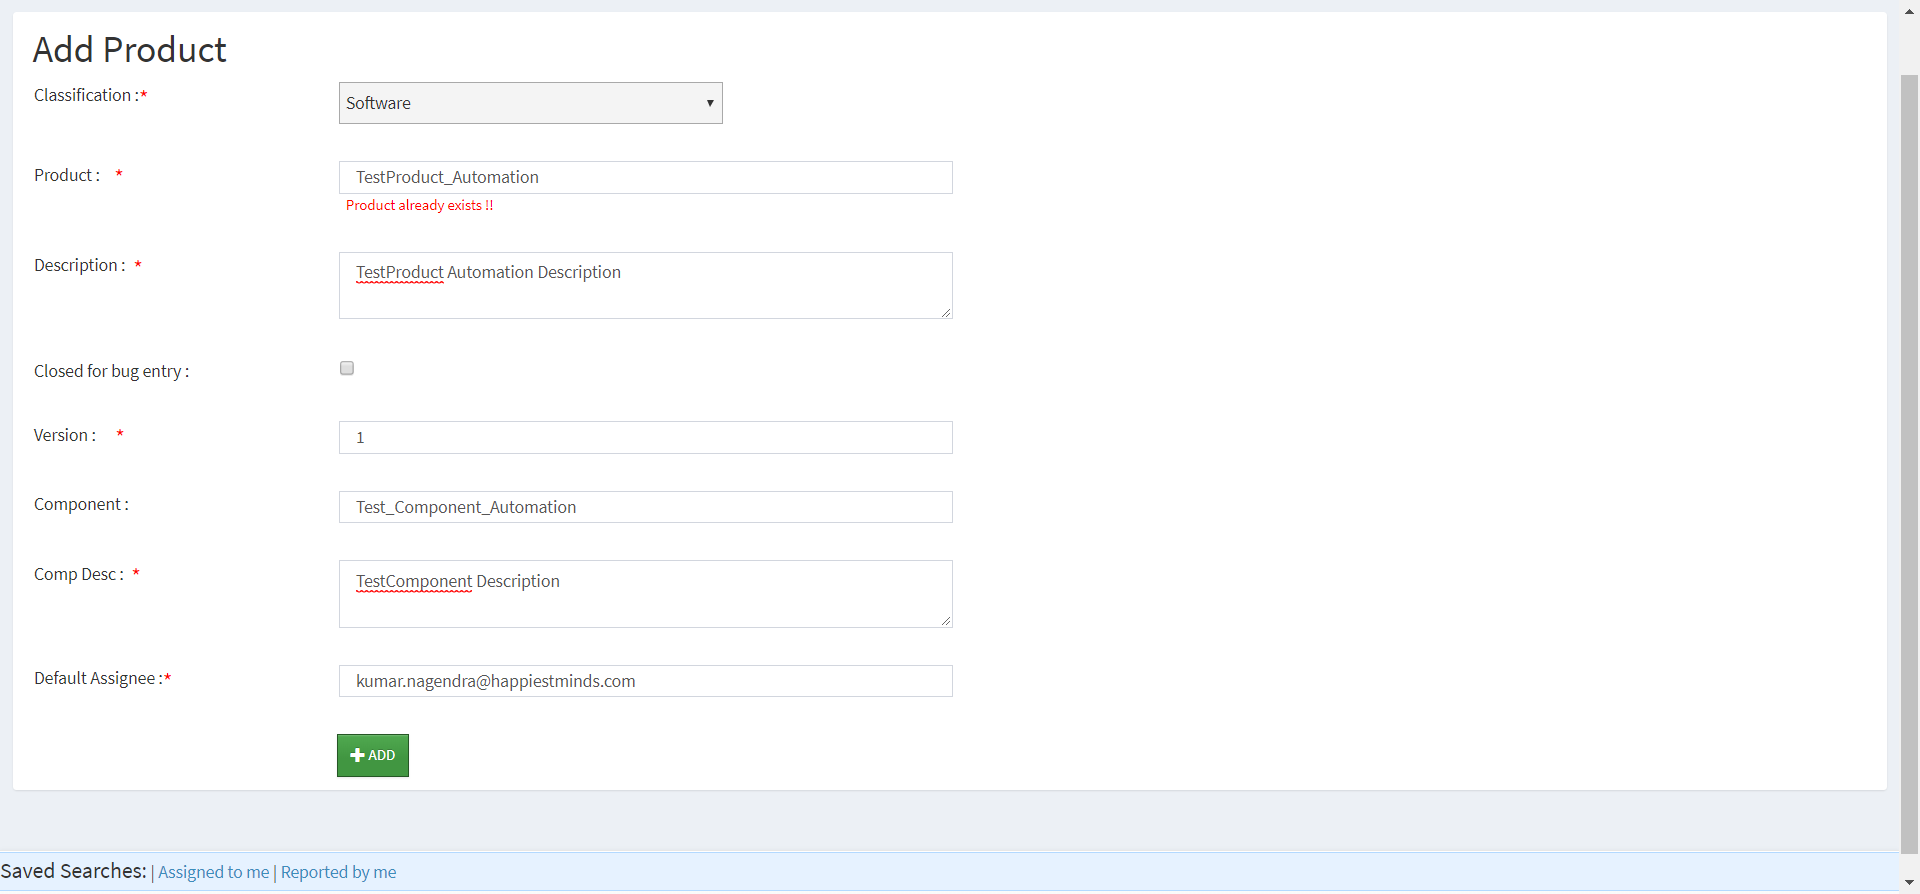 Add Product
Classification :*
Software
Product : *
TestProduct_Automation
Product already exists !!
Description : *
TestProduct Automation Description
Closed for bug entry :
Version : *
1
Component :
Test_Component_Automation
Comp Desc : *
TestComponent Description
Default Assignee :*
kumar.nagendra@happiestminds.com
ADD
Saved Searches: | Assigned to me | Reported by me